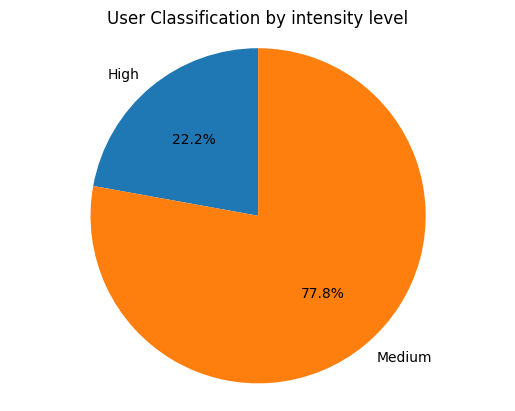 User Classification by intensity level
High
22.2%
77.8%
Medium